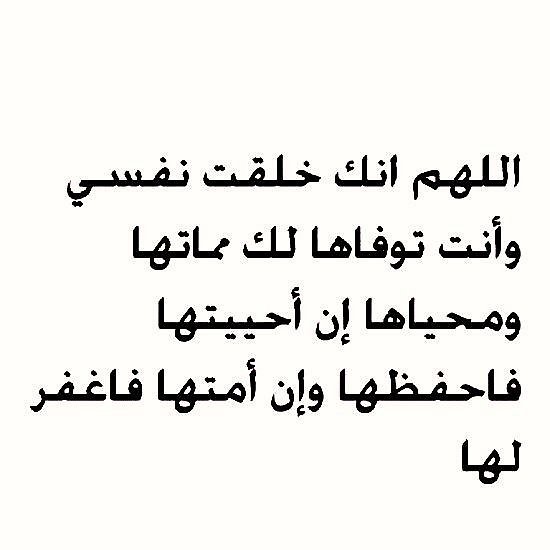 اللهم انك خلقت نفسي
وأنت توفاها لك مماتها
ومحياها إن أحييتها
فاحفظها وإن أمتها فاغفر
لها